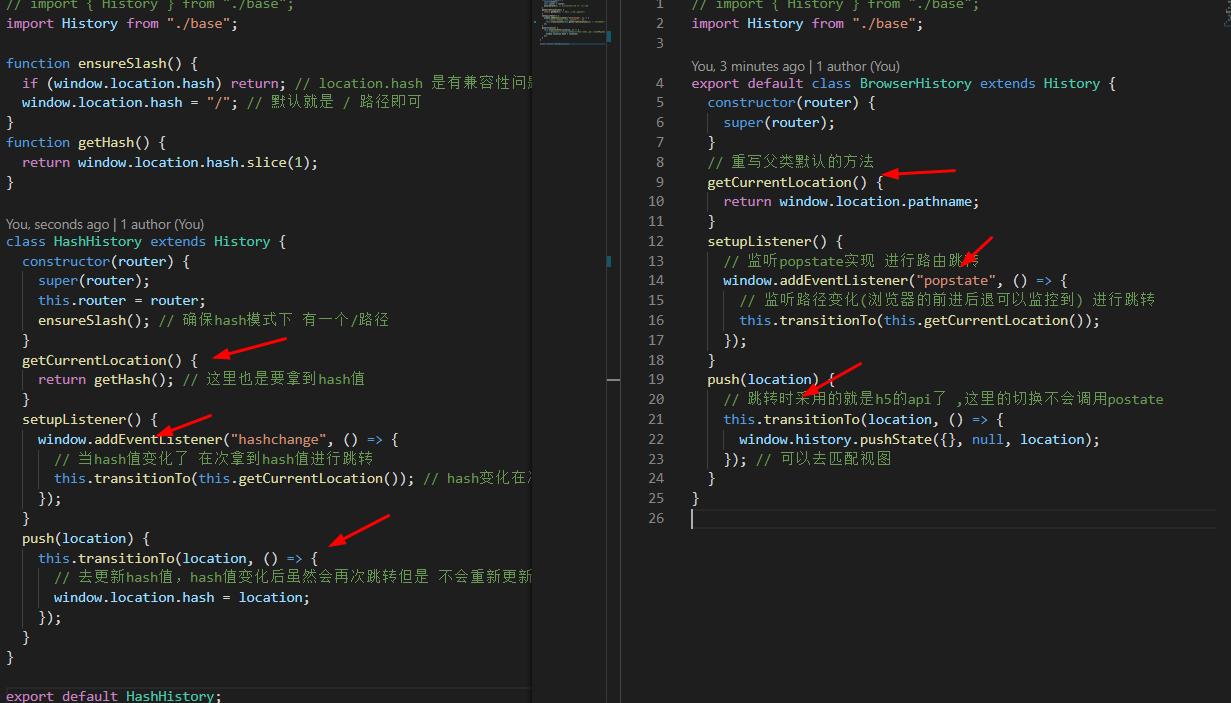 // import { History } from "./base";
import History from "./base";
function ensureSlash() {
if (window.location.hash) return; // location.hash 是有兼容性问
window.location.hash = "/"; // 默认就是 / 路径即可
}
function getHash() {
return window.location.hash.slice(1);
}
You, seconds ago | 1 author (You)
class HashHistory extends History {
constructor(router) {
super(router);
this.router = router;
ensureSlash(); // 确保hash模式下 有一个/路径
}
getCurrentLocation() {
return getHash(); // 这里也是要拿到hash值
}
setupListener() {
window.addEventListener("hashchange", () => {
// 当hash值变化了 在次拿到hash值进行跳转
this.transitionTo(this.getCurrentLocation()); // hash变化在
});
}
push(location) {
this.transitionTo(location, () => {
// 去更新hash值，hash值变化后虽然会再次跳转但是 不会重新更新
window.location.hash = location;
});
}
}
export default HashHistory;
1 // import { History } from "./base";
2 import History from "./base";
3
You, 3 minutes ago | 1 author (You)
4 export default class BrowserHistory extends History {
5 constructor(router) {
6 super(router);
7 }
8 // 重写父类默认的方法
9 getCurrentLocation() {
10 return window.location.pathname;
11 }
12 setupListener() {
13 // 监听popstate实现 进行路由跳转
14 window.addEventListener("popstate", () => {
15 // 监听路径变化(浏览器的前进后退可以监控到) 进行跳转
16 this.transitionTo(this.getCurrentLocation());
17 });
18 }
19 push(location) {
20 // 跳转时采用的就是h5的api了 ,这里的切换不会调用postate
21 this.transitionTo(location, () => {
22 window.history.pushState({}, null, location);
23 }); // 可以去匹配视图
24 }
25 }
26